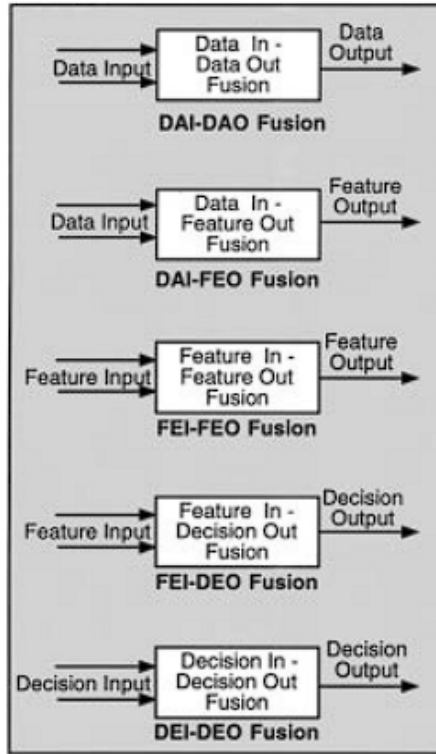 Data In -
Data Out
Fusion
Data Input
Data
Output
DAI-DAO Fusion
Data In -
Feature Out
Fusion
Data Input
Feature
Output
DAI-FEO Fusion
Feature In -
Feature Out
Fusion
Feature Input
Feature
Output
FEI-FEO Fusion
Feature In -
Decision Out
Fusion
Feature Input
Decision
Output
FEI-DEO Fusion
Decision In -
Decision Out
Fusion
Decision Input
Decision
Output
DEI-DEO Fusion